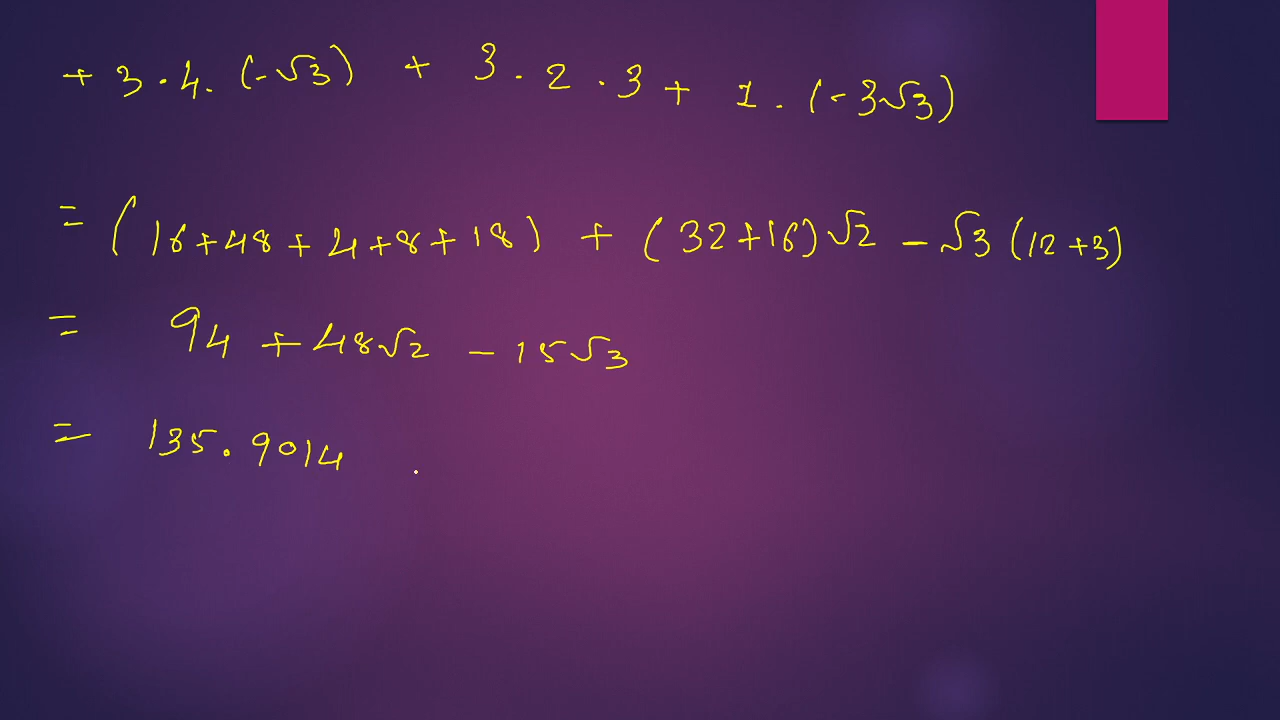 + 3 · 4 . (-√3) + 3 . 2 . 3 + 1 . (-3√3)
= (16+48+4+8+18) + (32+16)√2 - √3 (12+3)
= 94 + 48√2 - 15√3
= 135.9014